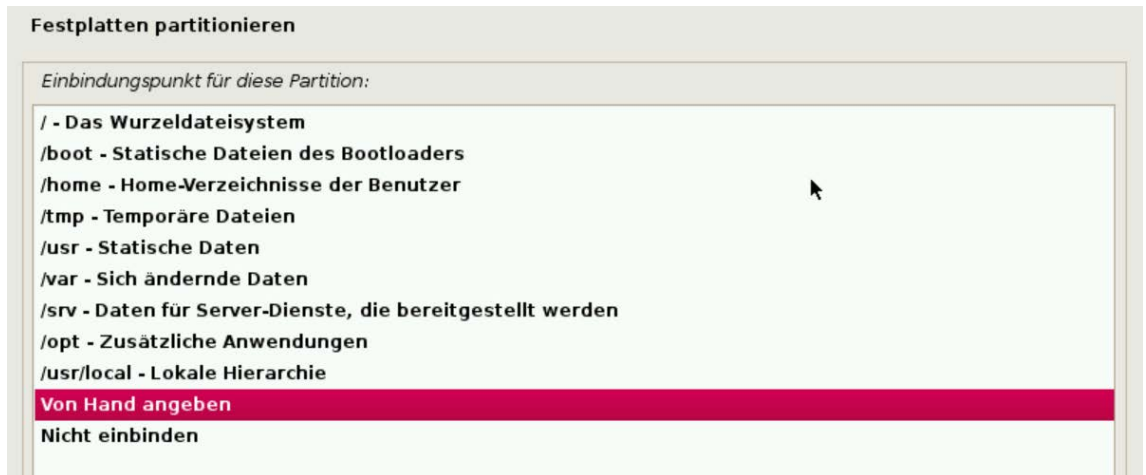 Festplatten partitionieren
Einbindungspunkt für diese Partition:
/ - Das Wurzeldateisystem
/boot - Statische Dateien des Bootloaders
/home - Home-Verzeichnisse der Benutzer
/tmp - Temporäre Dateien
/usr - Statische Daten
/var - Sich ändernde Daten
/srv - Daten für Server-Dienste, die bereitgestellt werden
/opt - Zusätzliche Anwendungen
/usr/local - Lokale Hierarchie
Von Hand angeben
Nicht einbinden